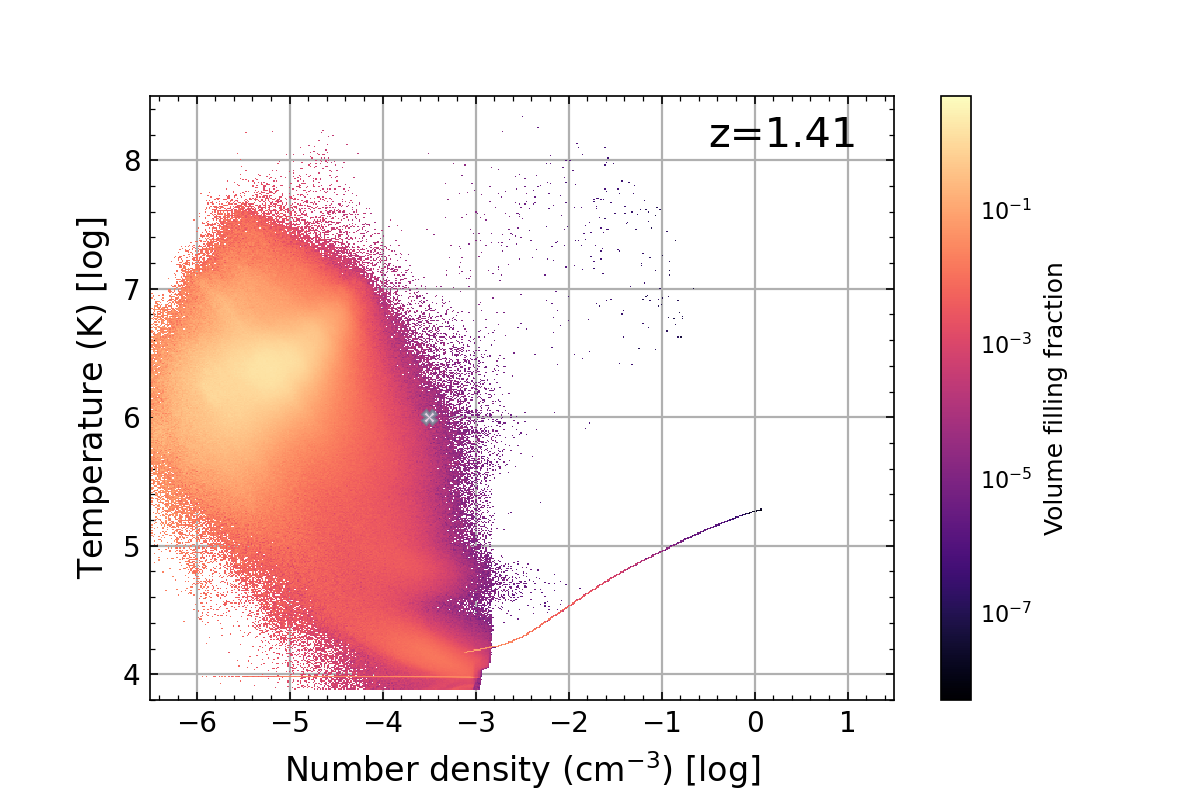 z=1.41
8
7
6
5
4
Temperature (K) [log]
−6 −5 −4 −3 −2 −1 0 1
Number density (cm⁻³) [log]
10⁻¹
10⁻³
10⁻⁵
10⁻⁷
Volume filling fraction